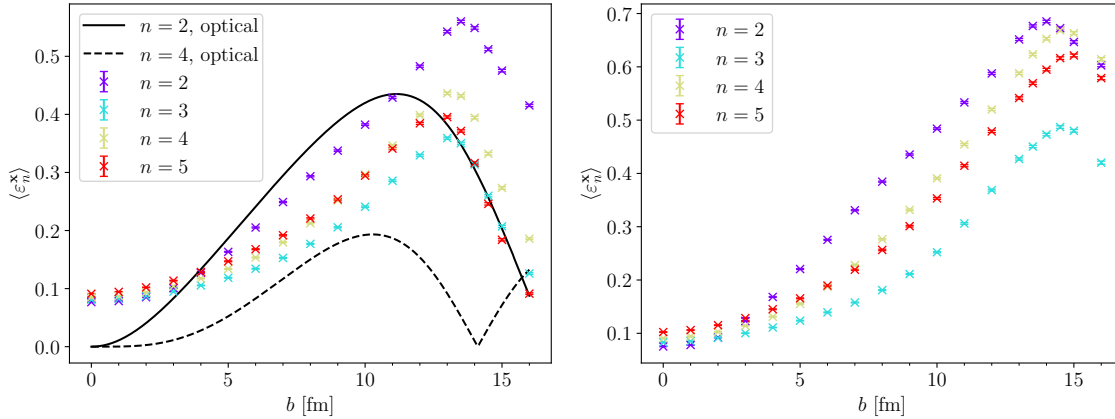 n = 2, optical
n = 4, optical
n = 2
n = 3
n = 4
n = 5
0.5
0.4
0.3
0.2
0.1
0.0
⟨ε_n^x⟩
0 5 10 15
b [fm]
n = 2
n = 3
n = 4
n = 5
0.7
0.6
0.5
0.4
0.3
0.2
0.1
⟨ε_n^x⟩
0 5 10 15
b [fm]